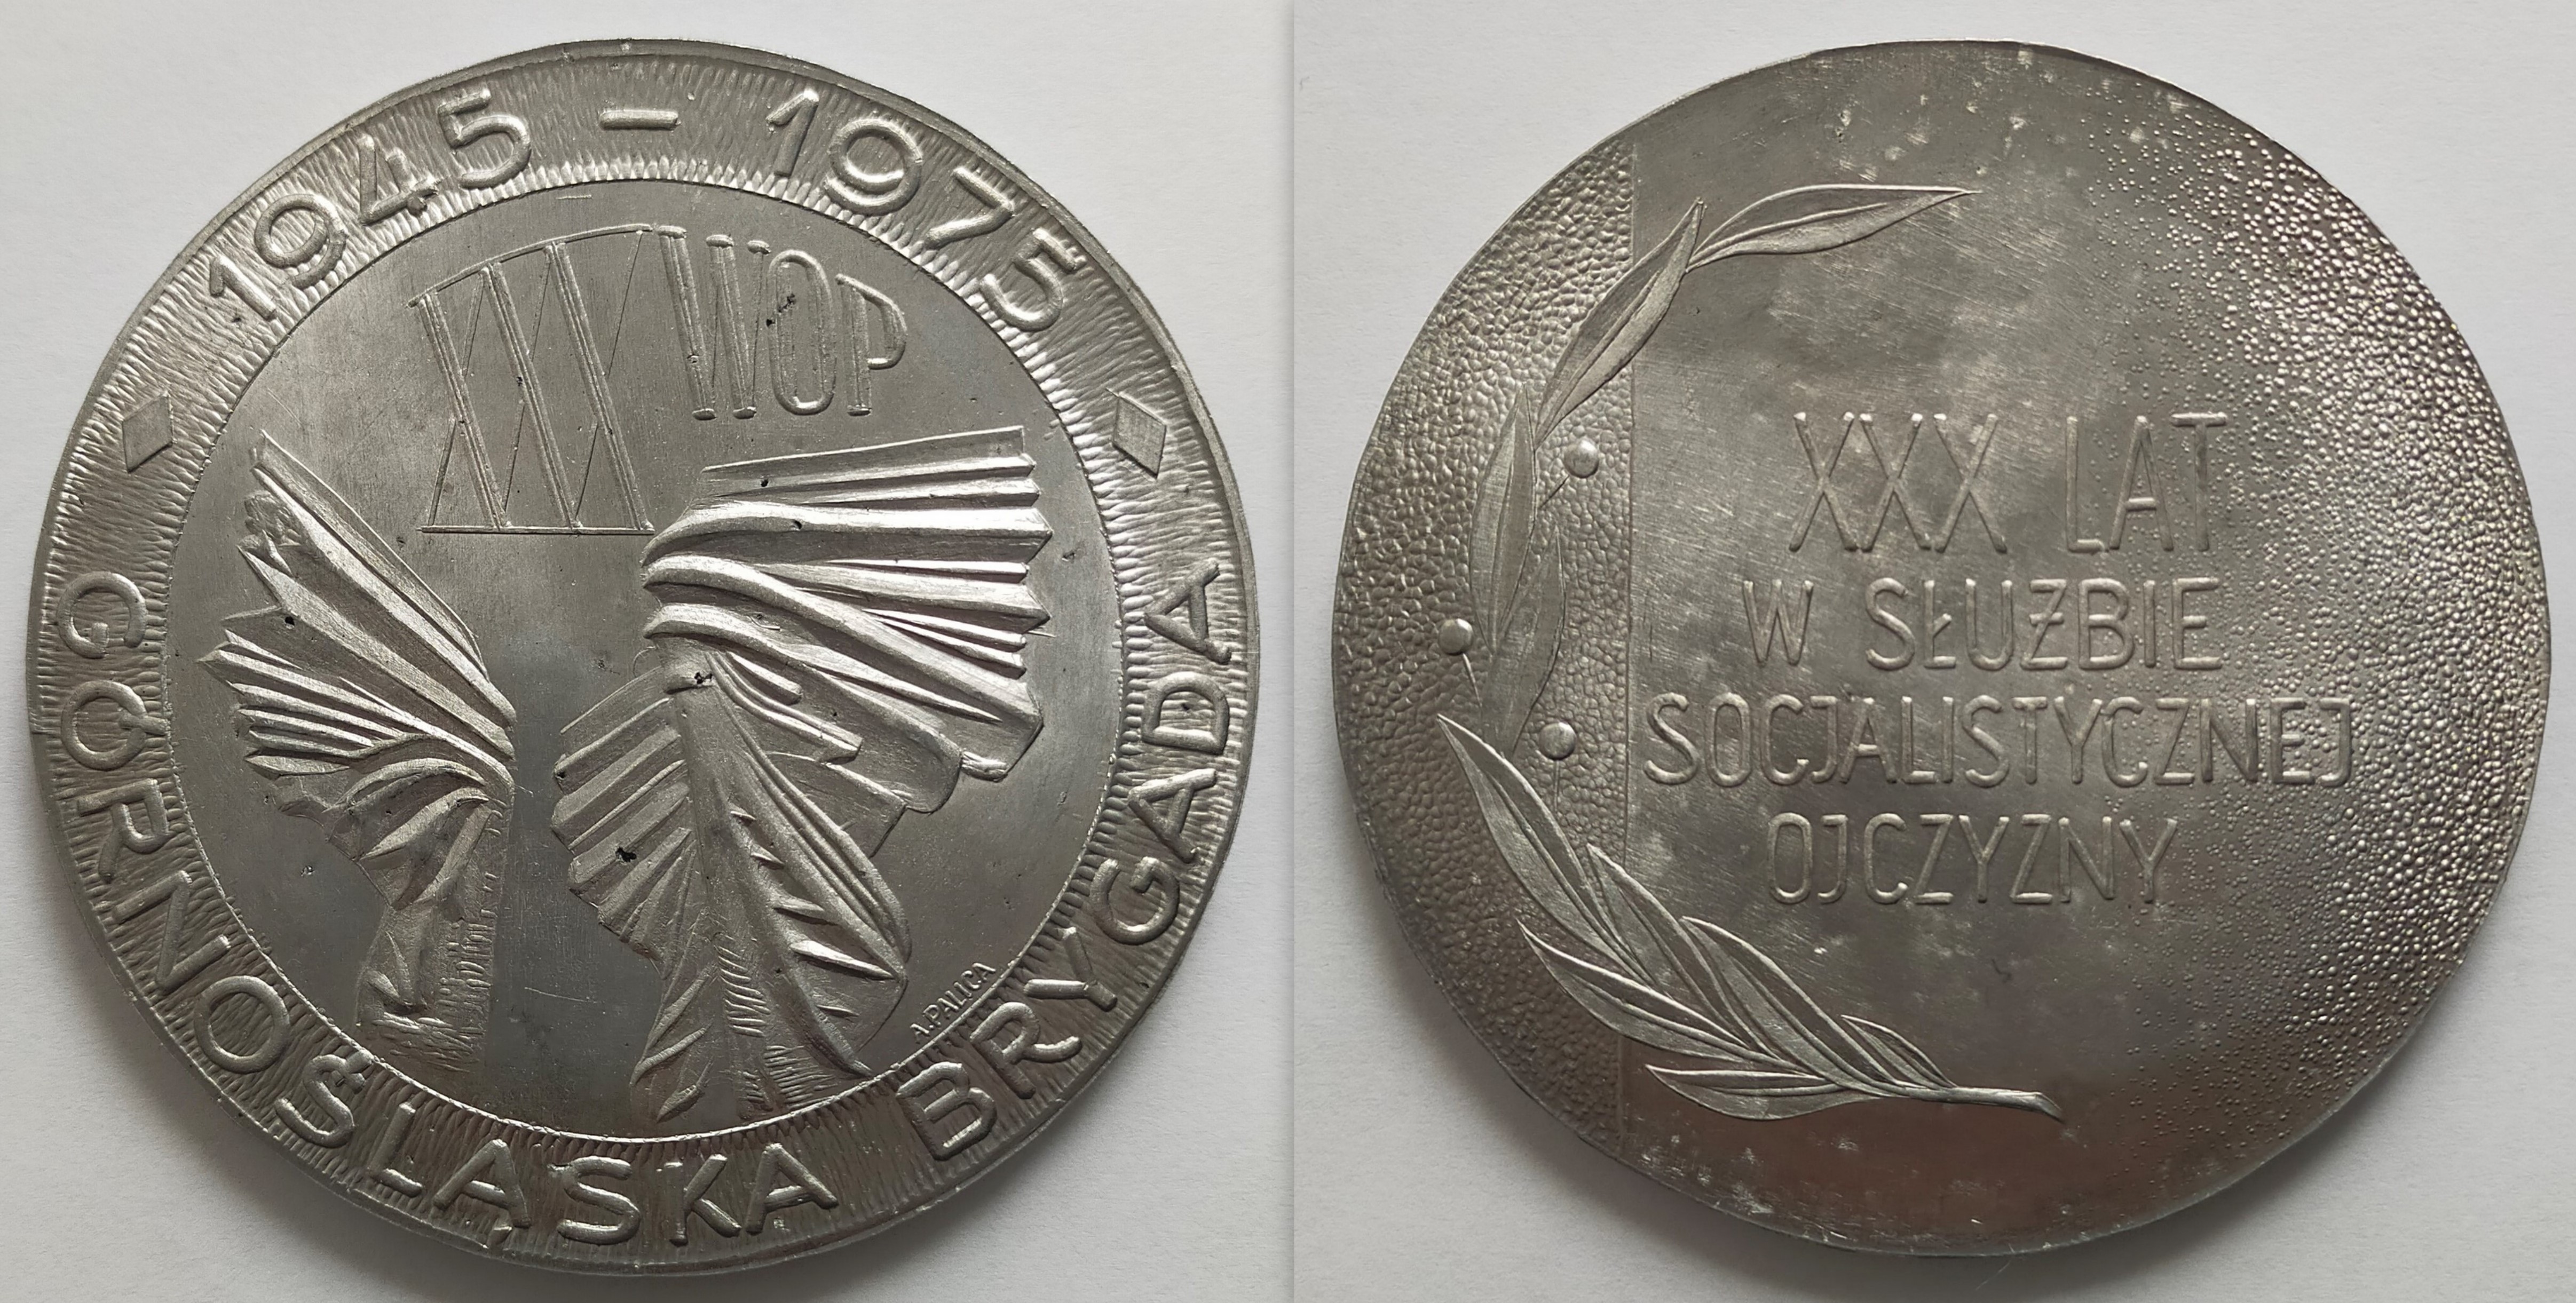 1945 - 1975
XXX WOP
A.PALICA
GÓRNOŚLĄSKA BRYGADA
XXX LAT
W SŁUŻBIE
SOCJALISTYCZNEJ
OJCZYZNY